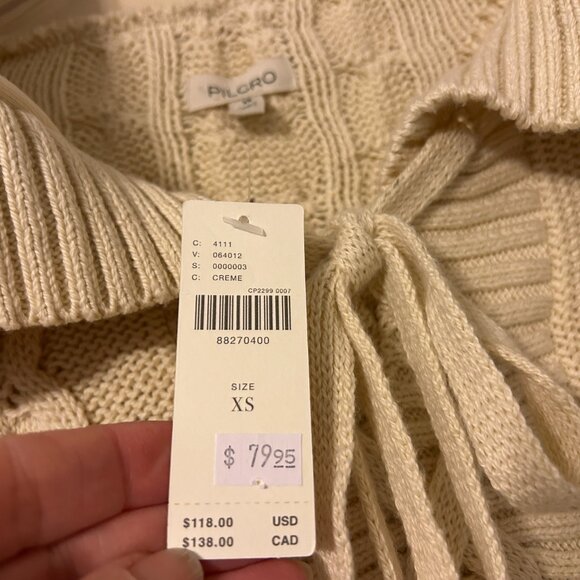 PILCRO
C: 4111
V: 064012
S: 0000003
C: CREME
CP2299 0007
88270400
SIZE
XS
$ 79.95
$118.00 USD
$138.00 CAD